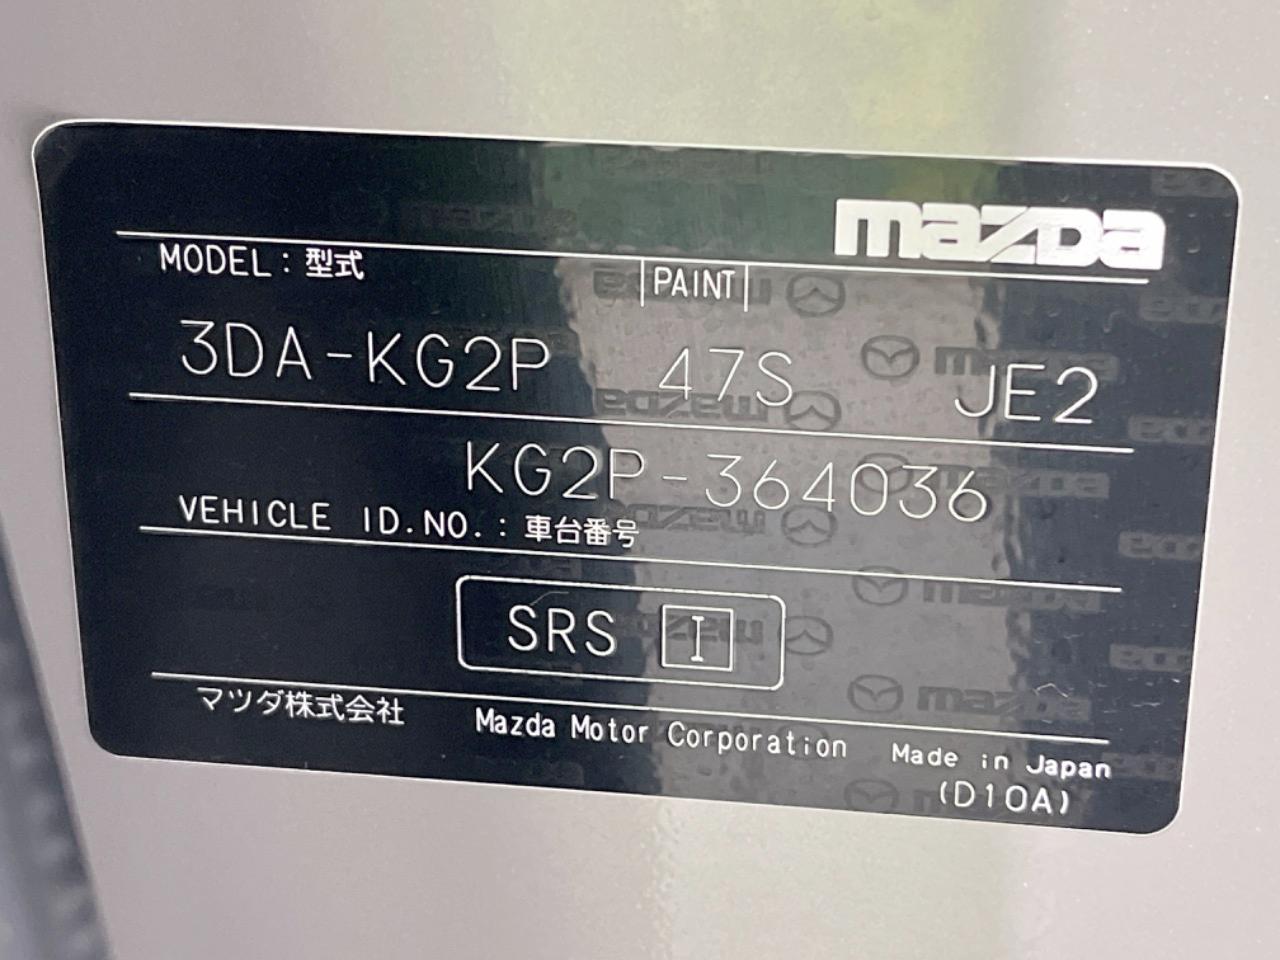 mazda
MODEL：型式 PAINT
3DA-KG2P 47S JE2
KG2P-364036
VEHICLE ID.NO.：車台番号
SRS I
マツダ株式会社 Mazda Motor Corporation Made in Japan
(D10A)